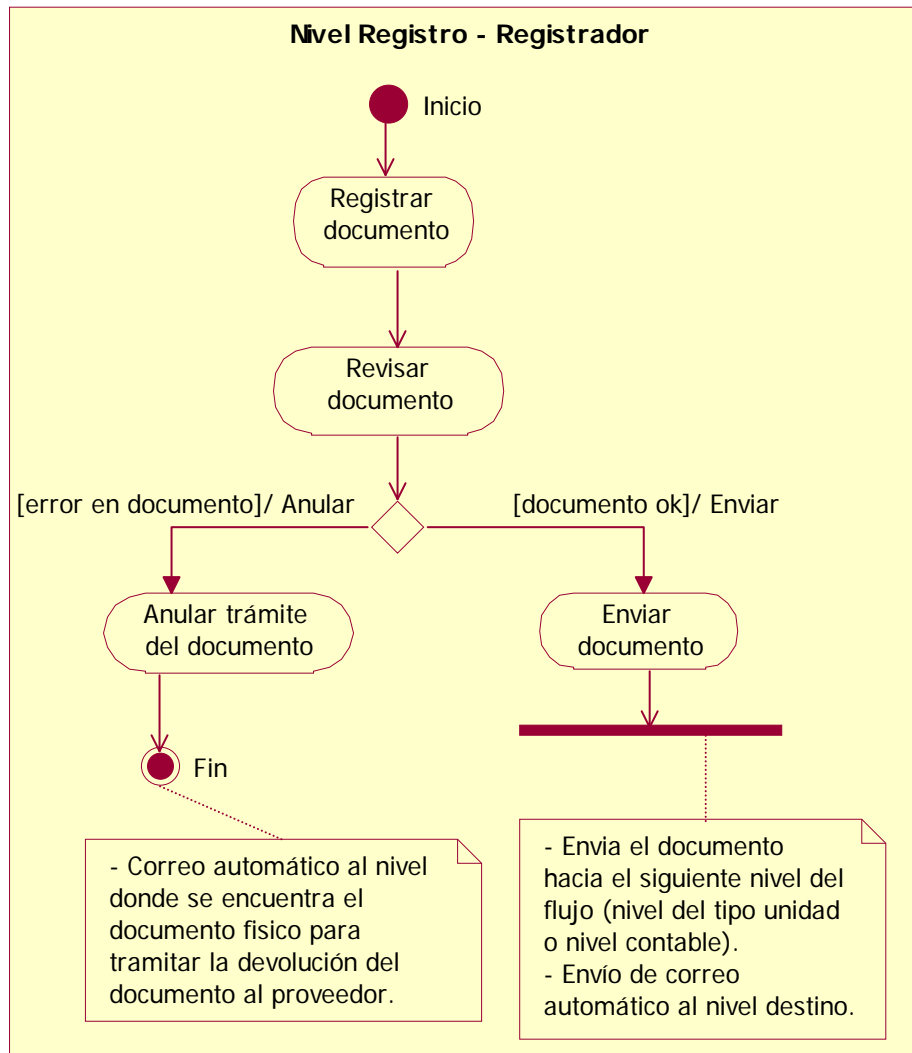 Nivel Registro - Registrador
Inicio
Registrar
documento
Revisar
documento
[error en documento]/ Anular
[documento ok]/ Enviar
Anular trámite
del documento
Enviar
documento
Fin
- Correo automático al nivel
donde se encuentra el
documento fisico para
tramitar la devolución del
documento al proveedor.
- Envia el documento
hacia el siguiente nivel del
flujo (nivel del tipo unidad
o nivel contable).
- Envío de correo
automático al nivel destino.